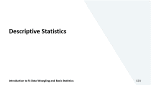 Descriptive Statistics
Introduction to R: Data Wrangling and Basic Statistics